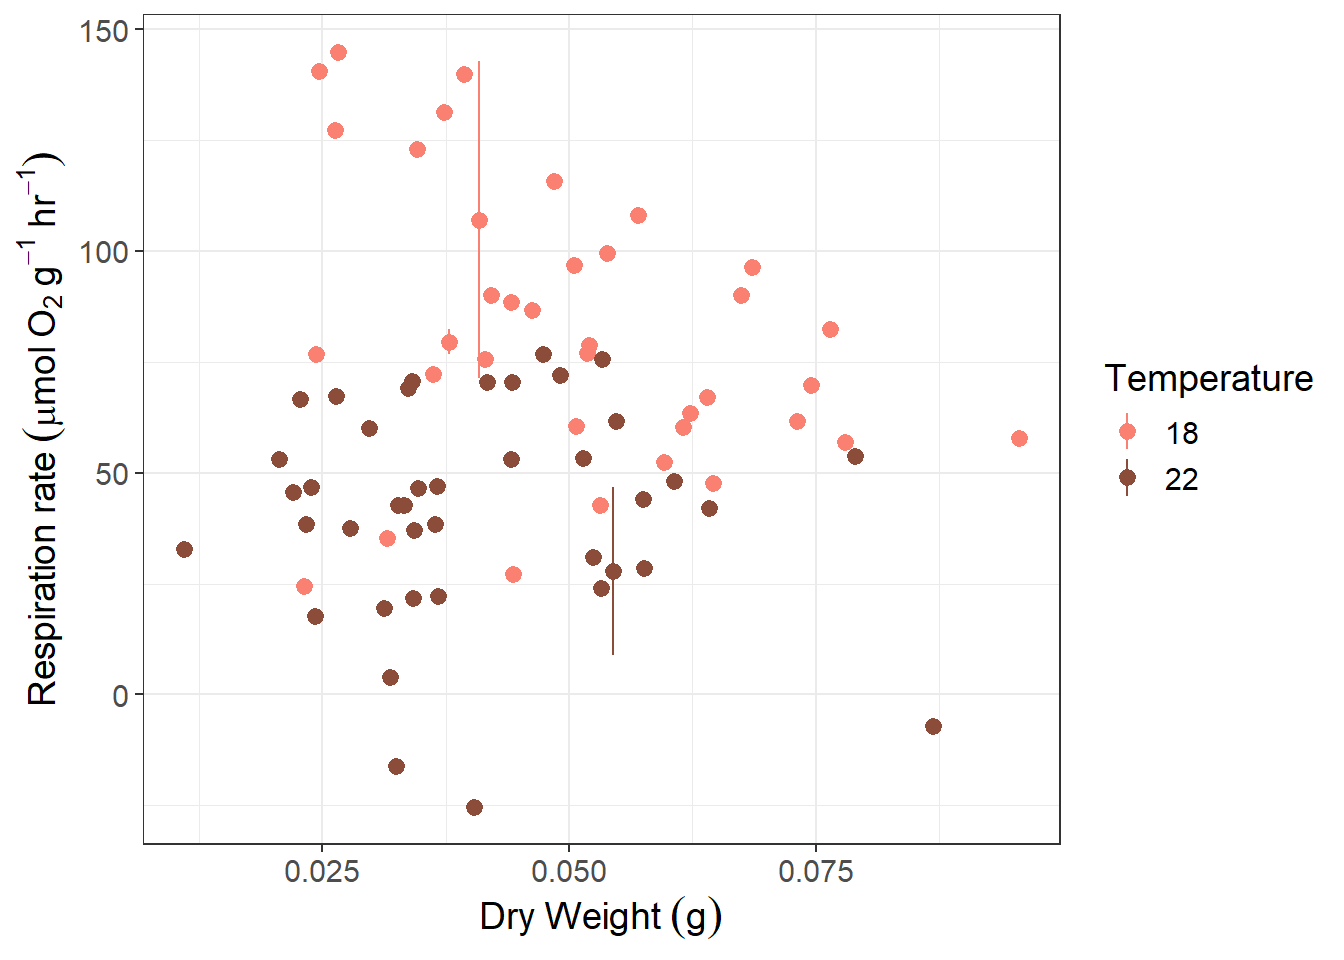 150
100
50
0
Respiration rate (μmol O₂ g⁻¹ hr⁻¹)
0.025 0.050 0.075
Dry Weight (g)
Temperature
18
22